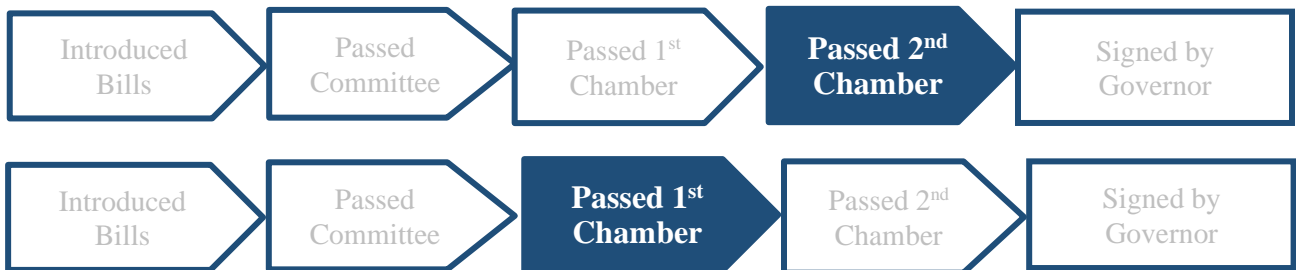 Introduced
Bills
Passed
Committee
Passed 1st
Chamber
Passed 2nd
Chamber
Signed by
Governor
Introduced
Bills
Passed
Committee
Passed 1st
Chamber
Passed 2nd
Chamber
Signed by
Governor